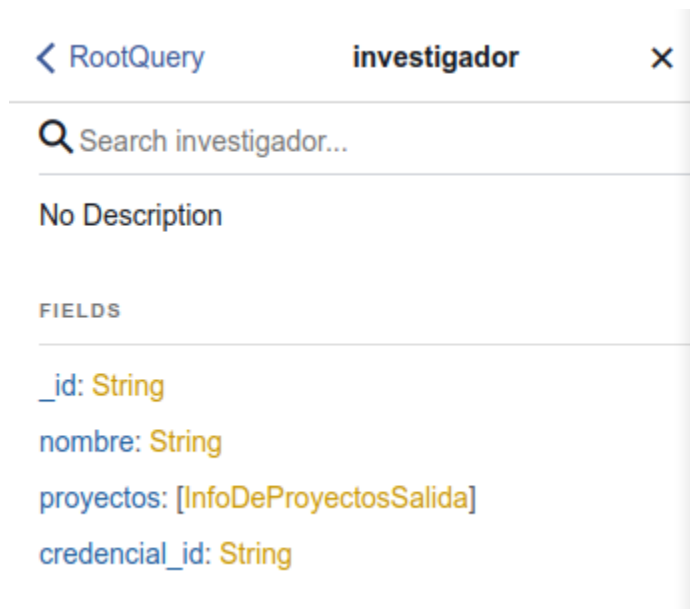 RootQuery investigador ×
Search investigador...
No Description
FIELDS
_id: String
nombre: String
proyectos: [InfoDeProyectosSalida]
credencial_id: String